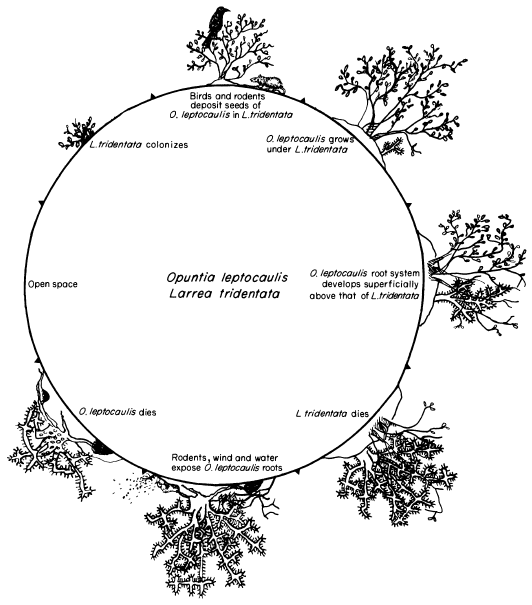 Birds and rodents
deposit seeds of
O. leptocaulis in L.tridentata
O. leptocaulis grows
under L.tridentata
O. leptocaulis root system
develops superficially
above that of L.tridentata
L tridentata dies
Rodents, wind and water
expose O. leptocaulis roots
O. leptocaulis dies
Open space
L.tridentata colonizes
Opuntia leptocaulis
Larrea tridentata